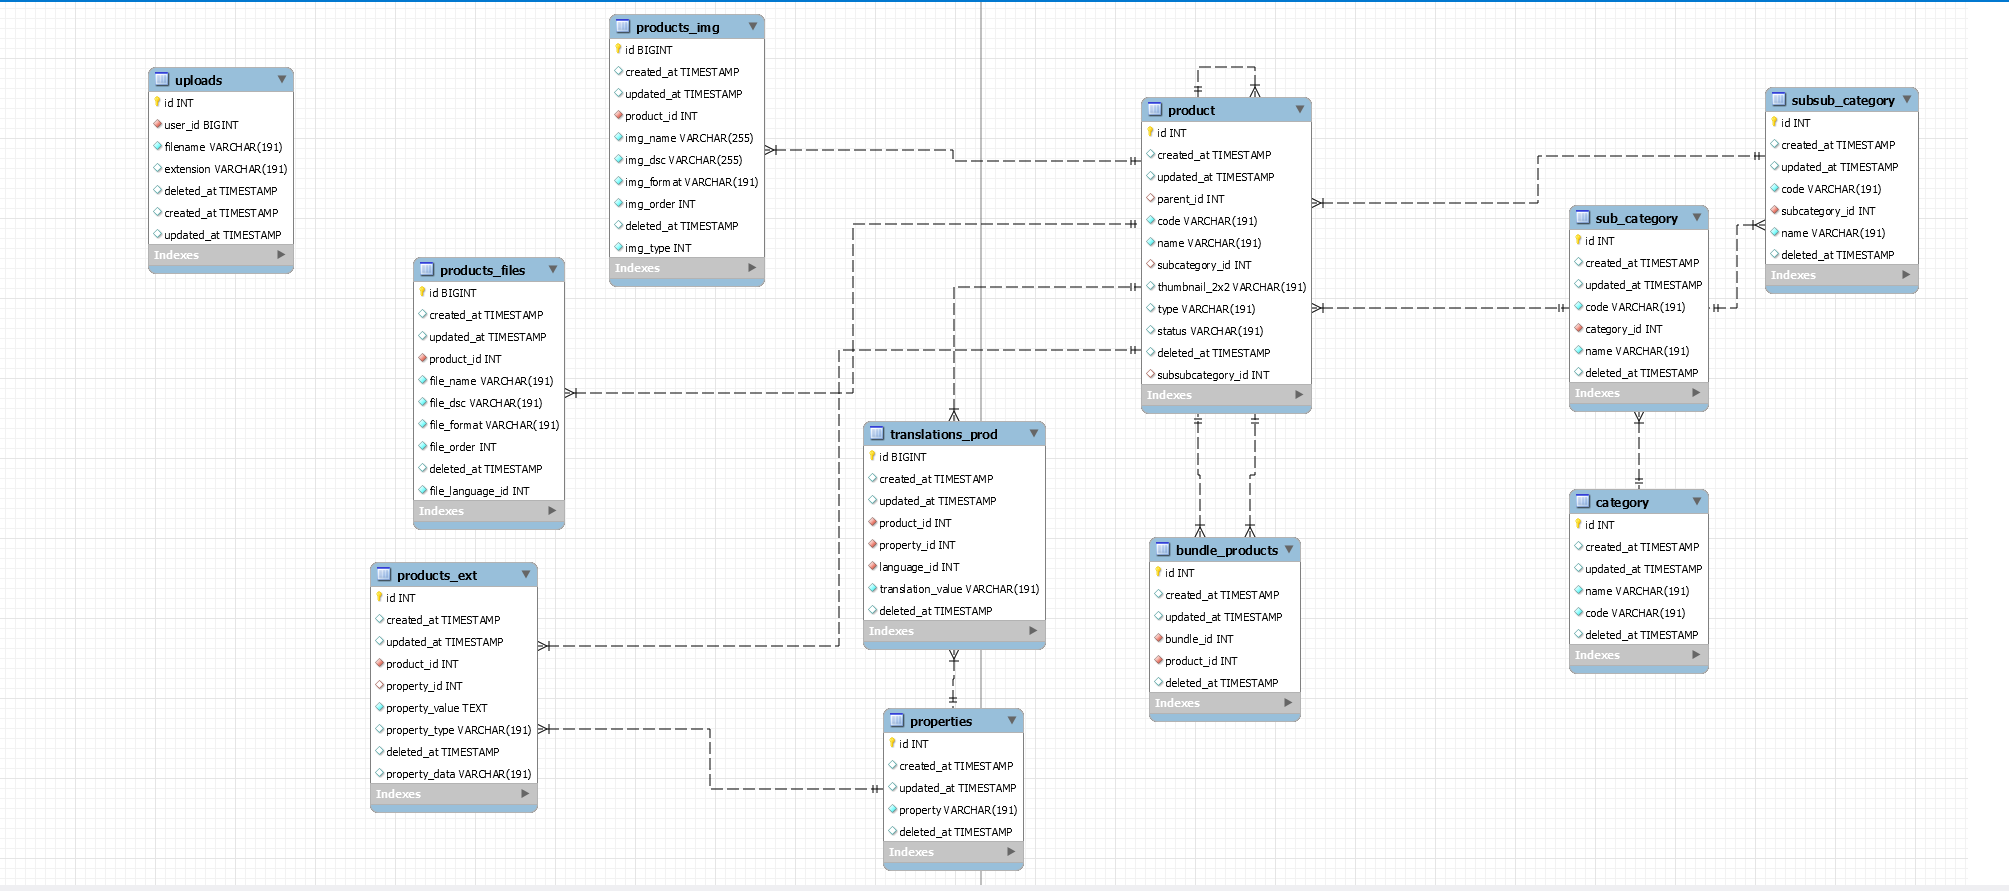 uploads
id INT
user_id BIGINT
filename VARCHAR(191)
extension VARCHAR(191)
deleted_at TIMESTAMP
created_at TIMESTAMP
updated_at TIMESTAMP
Indexes
products_img
id BIGINT
created_at TIMESTAMP
updated_at TIMESTAMP
product_id INT
img_name VARCHAR(255)
img_dsc VARCHAR(255)
img_format VARCHAR(191)
img_order INT
deleted_at TIMESTAMP
img_type INT
Indexes
products_files
id BIGINT
created_at TIMESTAMP
updated_at TIMESTAMP
product_id INT
file_name VARCHAR(191)
file_dsc VARCHAR(191)
file_format VARCHAR(191)
file_order INT
deleted_at TIMESTAMP
file_language_id INT
Indexes
products_ext
id INT
created_at TIMESTAMP
updated_at TIMESTAMP
product_id INT
property_id INT
property_value TEXT
property_type VARCHAR(191)
deleted_at TIMESTAMP
property_data VARCHAR(191)
Indexes
translations_prod
id BIGINT
created_at TIMESTAMP
updated_at TIMESTAMP
product_id INT
property_id INT
language_id INT
translation_value VARCHAR(191)
deleted_at TIMESTAMP
Indexes
properties
id INT
created_at TIMESTAMP
updated_at TIMESTAMP
property VARCHAR(191)
deleted_at TIMESTAMP
Indexes
product
id INT
created_at TIMESTAMP
updated_at TIMESTAMP
parent_id INT
code VARCHAR(191)
name VARCHAR(191)
subcategory_id INT
thumbnail_2x2 VARCHAR(191)
type VARCHAR(191)
status VARCHAR(191)
deleted_at TIMESTAMP
subsubcategory_id INT
Indexes
bundle_products
id INT
created_at TIMESTAMP
updated_at TIMESTAMP
bundle_id INT
product_id INT
deleted_at TIMESTAMP
Indexes
sub_category
id INT
created_at TIMESTAMP
updated_at TIMESTAMP
code VARCHAR(191)
category_id INT
name VARCHAR(191)
deleted_at TIMESTAMP
Indexes
category
id INT
created_at TIMESTAMP
updated_at TIMESTAMP
name VARCHAR(191)
code VARCHAR(191)
deleted_at TIMESTAMP
Indexes
subsub_category
id INT
created_at TIMESTAMP
updated_at TIMESTAMP
code VARCHAR(191)
subcategory_id INT
name VARCHAR(191)
deleted_at TIMESTAMP
Indexes